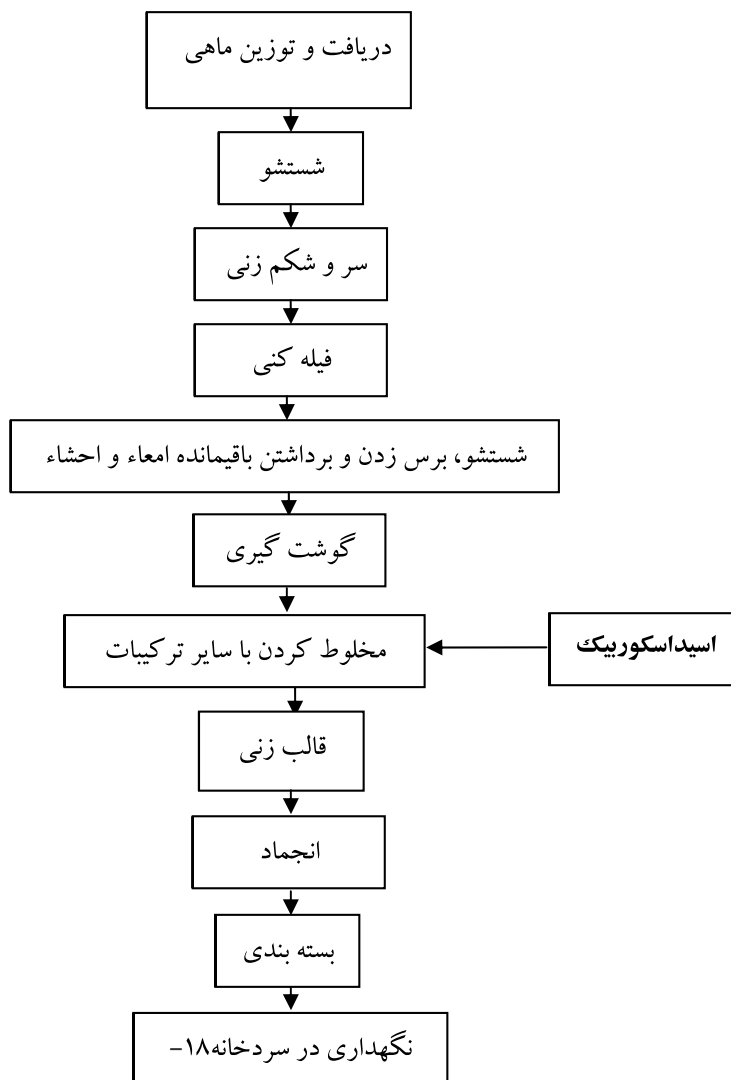 دریافت و توزین ماهی
شستشو
سر و شکم زنی
فیله کنی
شستشو، برس زدن و برداشتن باقیمانده امعاء و احشاء
گوشت گیری
مخلوط کردن با سایر ترکیبات
اسیداسکوربیک
قالب زنی
انجماد
بسته بندی
نگهداری در سردخانه۱۸-